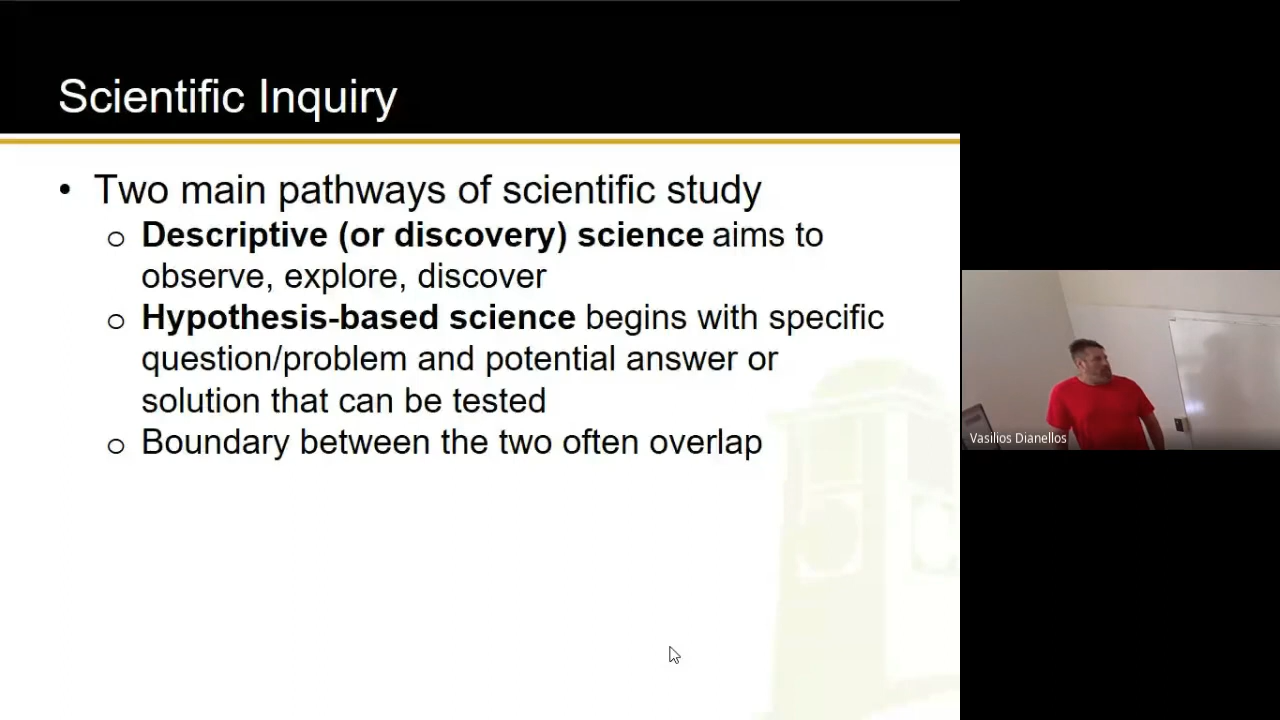 Scientific Inquiry
• Two main pathways of scientific study
o Descriptive (or discovery) science aims to
observe, explore, discover
o Hypothesis-based science begins with specific
question/problem and potential answer or
solution that can be tested
o Boundary between the two often overlap
Vasilios Dianellos